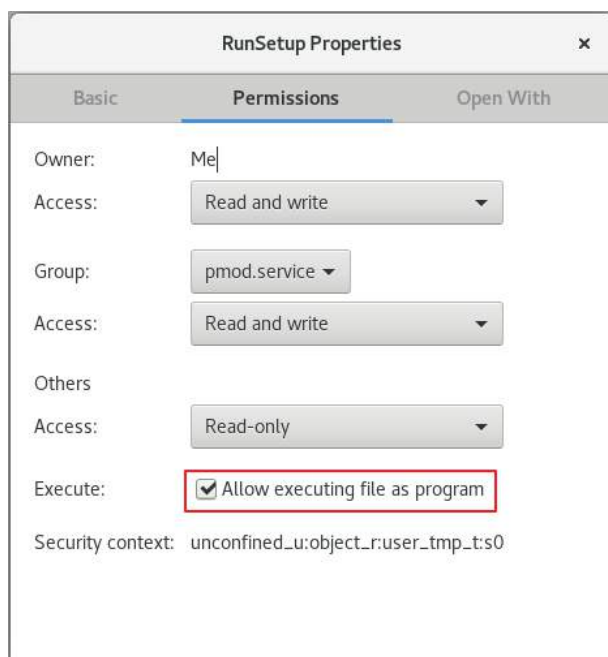 RunSetup Properties ×
Basic Permissions Open With
Owner: Me
Access: Read and write
Group: pmod.service
Access: Read and write
Others
Access: Read-only
Execute: Allow executing file as program
Security context: unconfined_u:object_r:user_tmp_t:s0